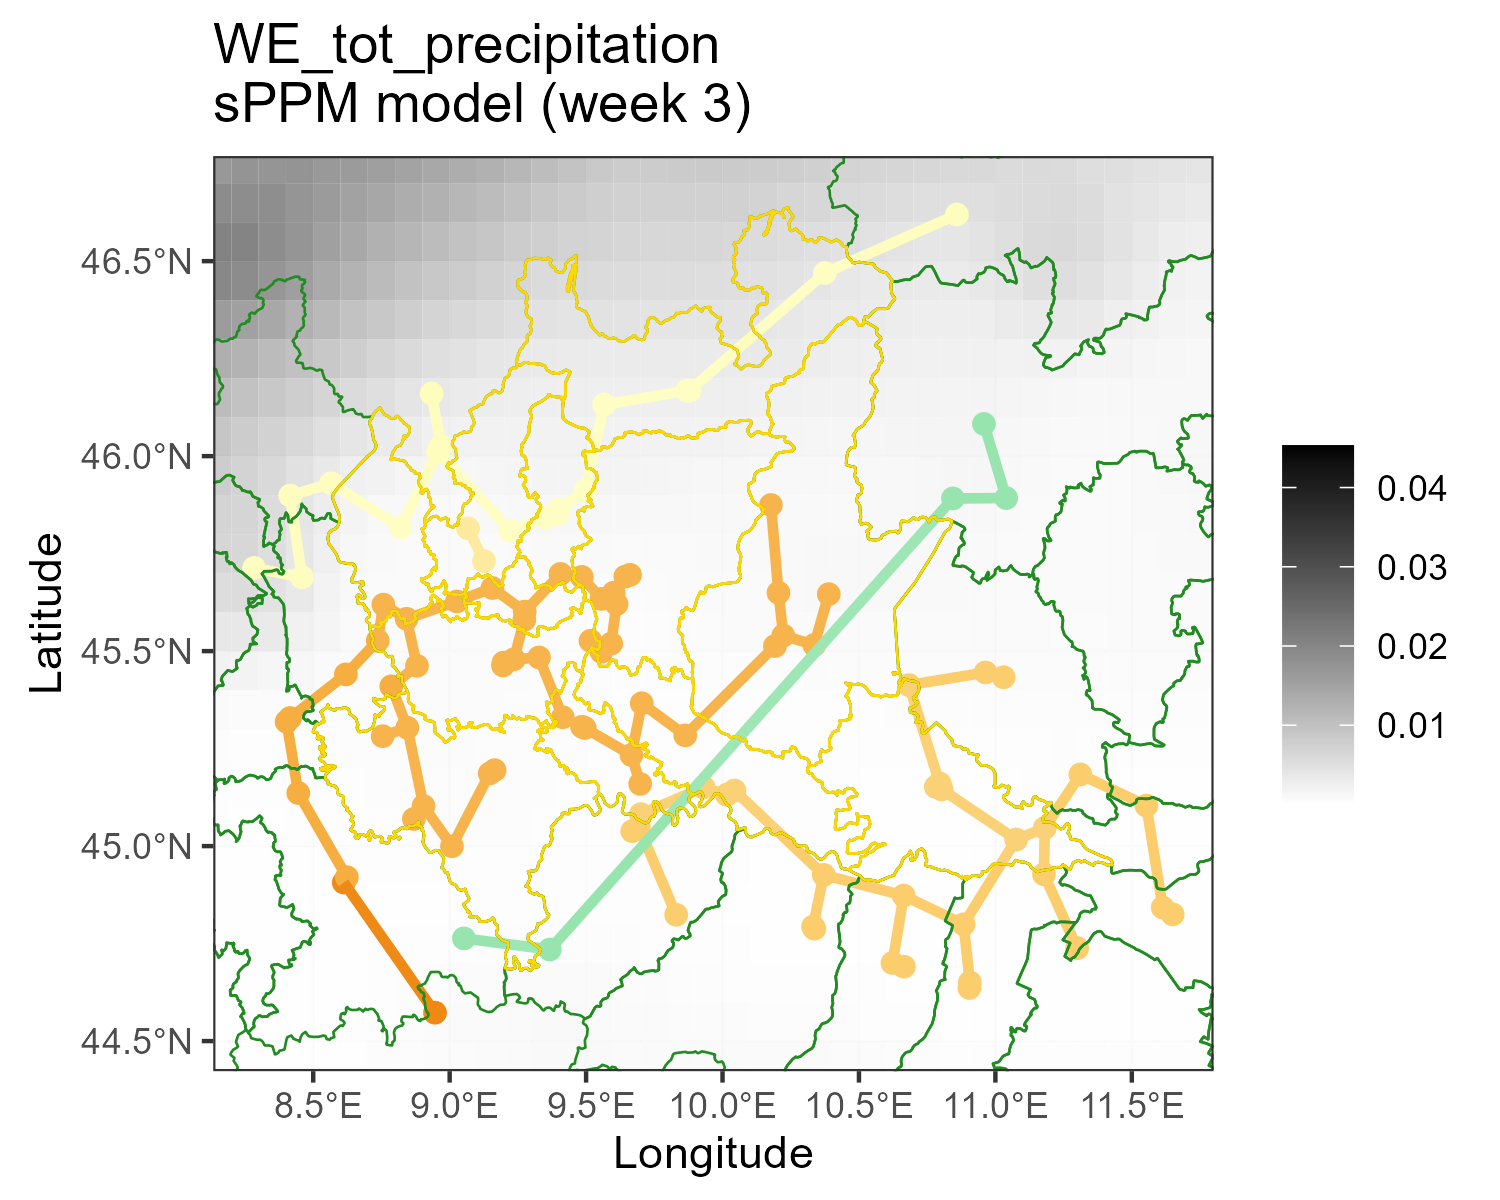 WE_tot_precipitation
sPPM model (week 3)
Latitude
46.5°N
46.0°N
45.5°N
45.0°N
44.5°N
8.5°E 9.0°E 9.5°E 10.0°E 10.5°E 11.0°E 11.5°E
Longitude
0.04
0.03
0.02
0.01